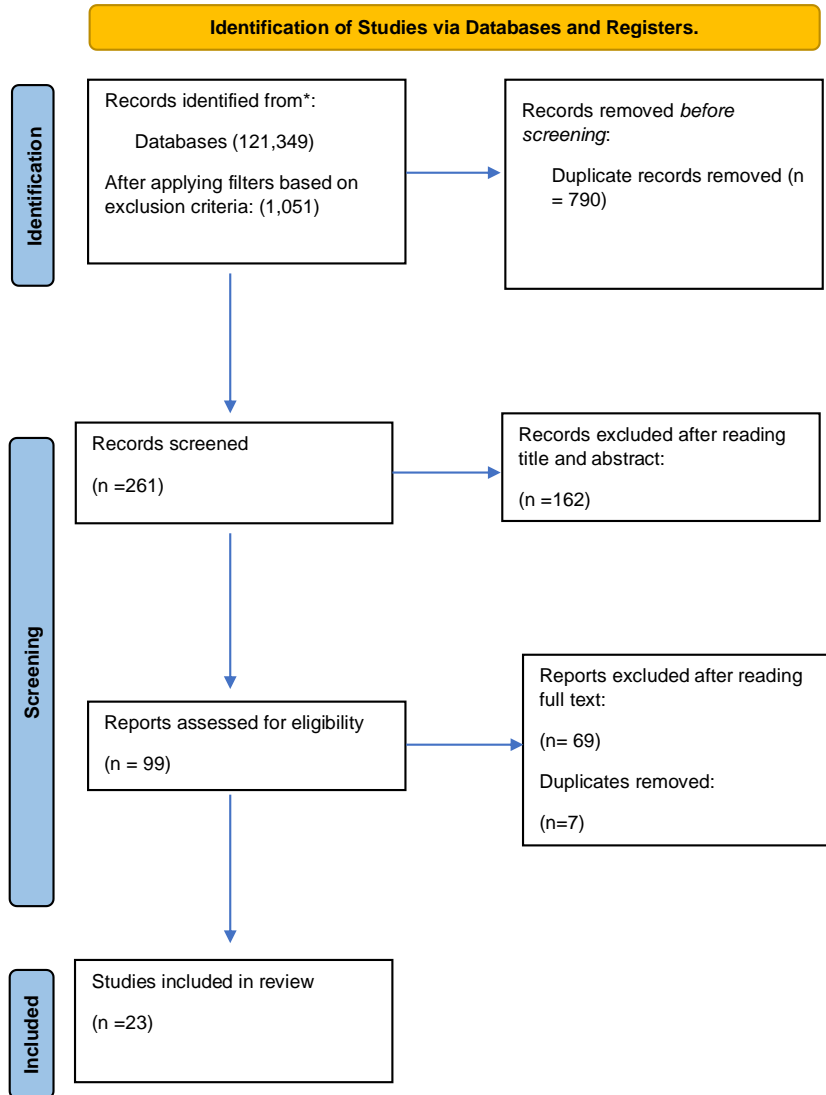 Identification of Studies via Databases and Registers.
Identification
Records identified from*:
Databases (121,349)
After applying filters based on
exclusion criteria: (1,051)
Records removed before
screening:
Duplicate records removed (n
= 790)
Screening
Records screened
(n =261)
Records excluded after reading
title and abstract:
(n =162)
Reports assessed for eligibility
(n = 99)
Reports excluded after reading
full text:
(n= 69)
Duplicates removed:
(n=7)
Included
Studies included in review
(n =23)